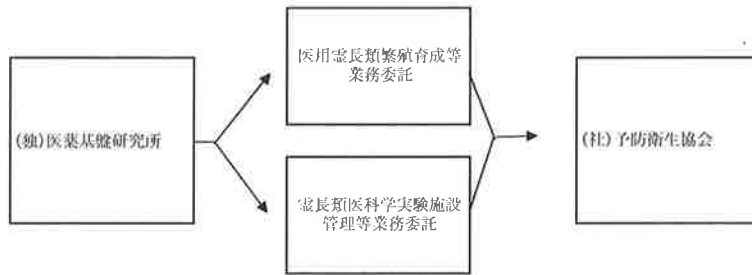 (独)医薬基盤研究所
医用霊長類繁殖育成等
業務委託
霊長類医科学実験施設
管理等業務委託
(社)予防衛生協会